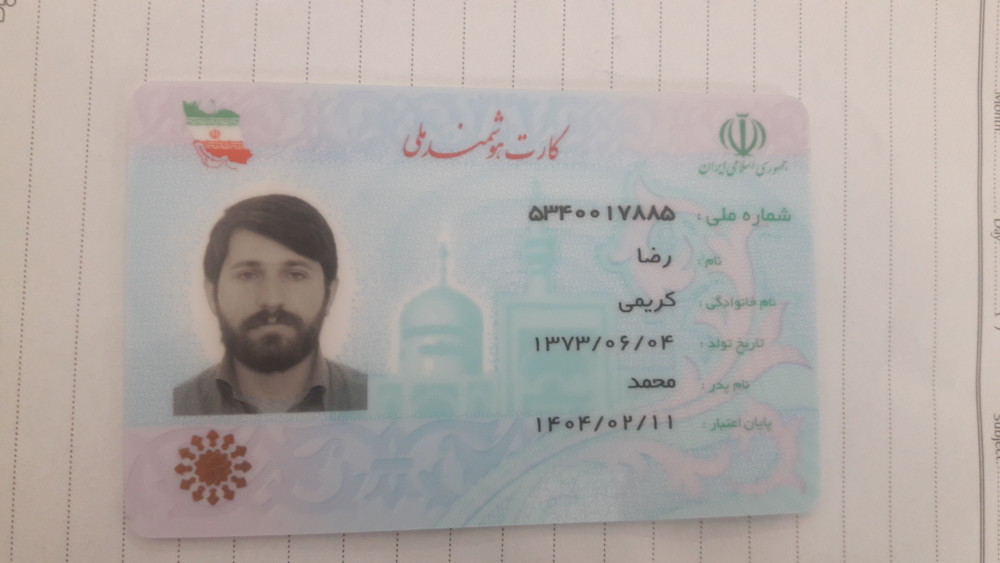 کارت هوشمند ملی
جمهوری اسلامی ایران
شماره ملی : ۵۳۴۰۰۱۷۸۸۵
نام : رضا
نام خانوادگی : کریمی
تاریخ تولد : ۱۳۷۳/۰۶/۰۴
نام پدر : محمد
پایان اعتبار : ۱۴۰۴/۰۲/۱۱